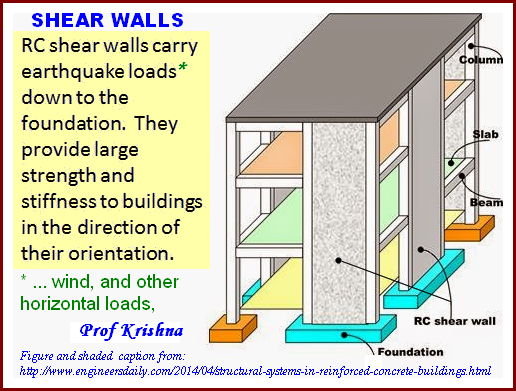 SHEAR WALLS
RC shear walls carry
earthquake loads*
down to the
foundation. They
provide large
strength and
stiffness to buildings
in the direction of
their orientation.
* ... wind, and other
horizontal loads,
Prof Krishna
Figure and shaded caption from:
http://www.engineersdaily.com/2014/04/structural-systems-in-reinforced-concrete-buildings.html
Column
Slab
Beam
RC shear wall
Foundation